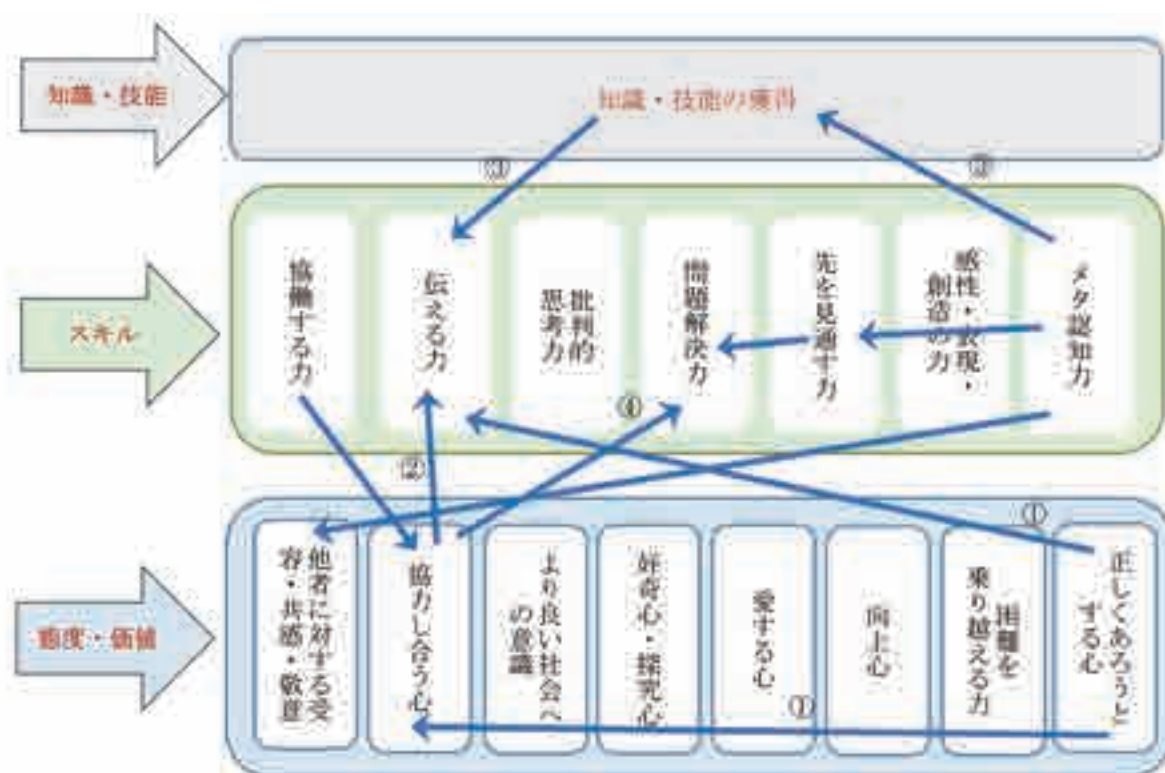 知識・技能
知識・技能の獲得
③
③
スキル
協働する力
伝える力
批判的
思考力
問題解決力
先を見通す力
感性・表現・
創造の力
メタ認知力
④
②
①
態度・価値
他者に対する受
容・共感・敬意
協力し合う心
より良い社会へ
の意識
好奇心・探究心
愛する心
向上心
困難を
乗り越える力
正しくあろうと
する心
①